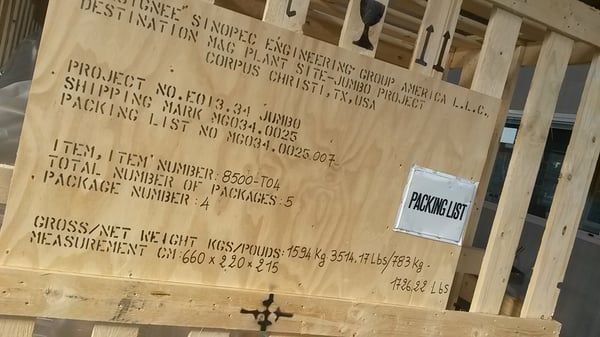 SIGNEE" SINOPEC ENGINEERING GROUP AMERICA L.L.C.
DESTINATION M&G PLANT SITE-JUMBO PROJECT
CORPUS CHRISTI, TX, USA
PROJECT NO. E013.34 JUMBO
SHIPPING MARK MG034.0025
PACKING LIST NO MG034.0025.007
ITEM, ITEM NUMBER: 8500-T04
TOTAL NUMBER OF PACKAGES: 5
PACKAGE NUMBER: 4
PACKING LIST
GROSS/NET WEIGHT KGS/POUDS: 1594 Kg 3514,17 Lbs/783 Kg -
1726,22 Lbs
MEASUREMENT CM: 660 x 220 x 215